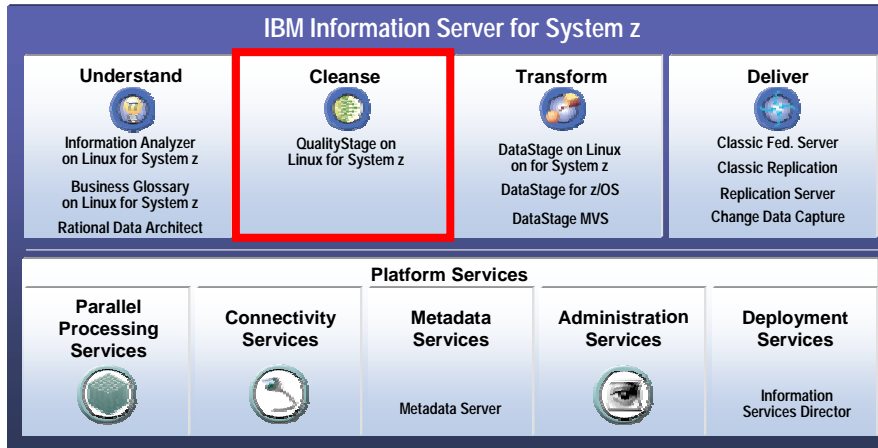 IBM Information Server for System z
Understand
Information Analyzer
on Linux for System z
Business Glossary
on Linux for System z
Rational Data Architect
Cleanse
QualityStage on
Linux for System z
Transform
DataStage on Linux
on for System z
DataStage for z/OS
DataStage MVS
Deliver
Classic Fed. Server
Classic Replication
Replication Server
Change Data Capture
Platform Services
Parallel
Processing
Services
Connectivity
Services
Metadata
Services
Metadata Server
Administration
Services
Deployment
Services
Information
Services Director